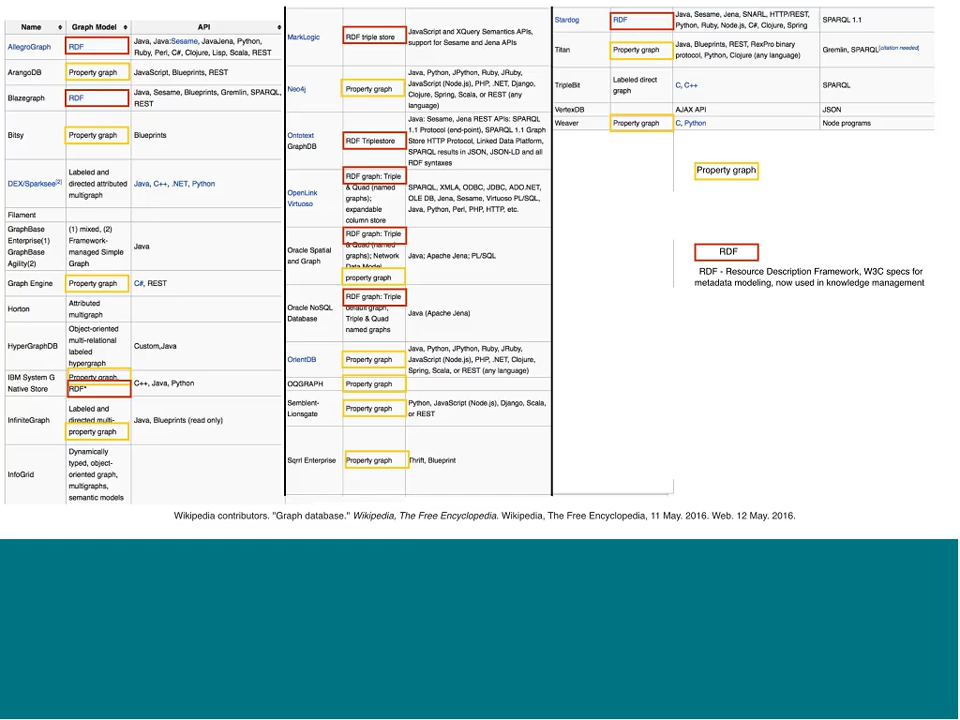 Name Graph Model API
AllegroGraph RDF Java, Java:Sesame, JavaJena, Python,
Ruby, Perl, C#, Clojure, Lisp, Scala, REST
ArangoDB Property graph JavaScript, Blueprints, REST
Blazegraph RDF Java, Sesame, Blueprints, Gremlin, SPARQL,
REST
Bitsy Property graph Blueprints
DEX/Sparksee[2] Labeled and
directed attributed
multigraph Java, C++, .NET, Python
Filament
GraphBase
Enterprise(1)
GraphBase
Agility(2) (1) mixed, (2)
Framework-
managed Simple
Graph Java
Graph Engine Property graph C#, REST
Horton Attributed
multigraph
HyperGraphDB Object-oriented
multi-relational
labeled
hypergraph Custom,Java
IBM System G
Native Store Property graph
RDF* C++, Java, Python
InfiniteGraph Labeled and
directed multi-
property graph Java, Blueprints (read only)
InfoGrid Dynamically
typed, object-
oriented graph,
multigraphs,
semantic models
MarkLogic RDF triple store JavaScript and XQuery Semantics APIs,
support for Sesame and Jena APIs
Neo4j Property graph Java, Python, JPython, Ruby, JRuby,
JavaScript (Node.js), PHP, .NET, Django,
Clojure, Spring, Scala, or REST (any
language)
Ontotext
GraphDB RDF Triplestore Java: Sesame, Jena REST APIs: SPARQL
1.1 Protocol (end-point), SPARQL 1.1 Graph
Store HTTP Protocol, Linked Data Platform,
SPARQL results in JSON, JSON-LD and all
RDF syntaxes
OpenLink
Virtuoso RDF graph: Triple
& Quad (named
graphs);
expandable
column store SPARQL, XMLA, ODBC, JDBC, ADO.NET,
OLE DB, Jena, Sesame, Virtuoso PL/SQL,
Java, Python, Perl, PHP, HTTP, etc.
Oracle Spatial
and Graph RDF graph: Triple
& Quad (named
graphs); Network
Data Model
property graph Java; Apache Jena; PL/SQL
Oracle NoSQL
Database RDF graph: Triple
default graph,
Triple & Quad
named graphs Java (Apache Jena)
OrientDB Property graph Java, Python, JPython, Ruby, JRuby,
JavaScript (Node.js), PHP, .NET, Clojure,
Spring, Scala, or REST (any language)
OQGRAPH Property graph
Semblent-
Lionsgate Property graph Python, JavaScript (Node.js), Django, Scala,
or REST
Sqrrl Enterprise Property graph Thrift, Blueprint
Stardog RDF Java, Sesame, Jena, SNARL, HTTP/REST,
Python, Ruby, Node.js, C#, Clojure, Spring SPARQL 1.1
Titan Property graph Java, Blueprints, REST, RexPro binary
protocol, Python, Clojure (any language) Gremlin, SPARQL[citation needed]
TripleBit Labeled direct
graph C, C++ SPARQL
VertexDB AJAX API JSON
Weaver Property graph C, Python Node programs
Property graph
RDF
RDF - Resource Description Framework, W3C specs for
metadata modeling, now used in knowledge management
Wikipedia contributors. "Graph database." Wikipedia, The Free Encyclopedia. Wikipedia, The Free Encyclopedia, 11 May. 2016. Web. 12 May. 2016.